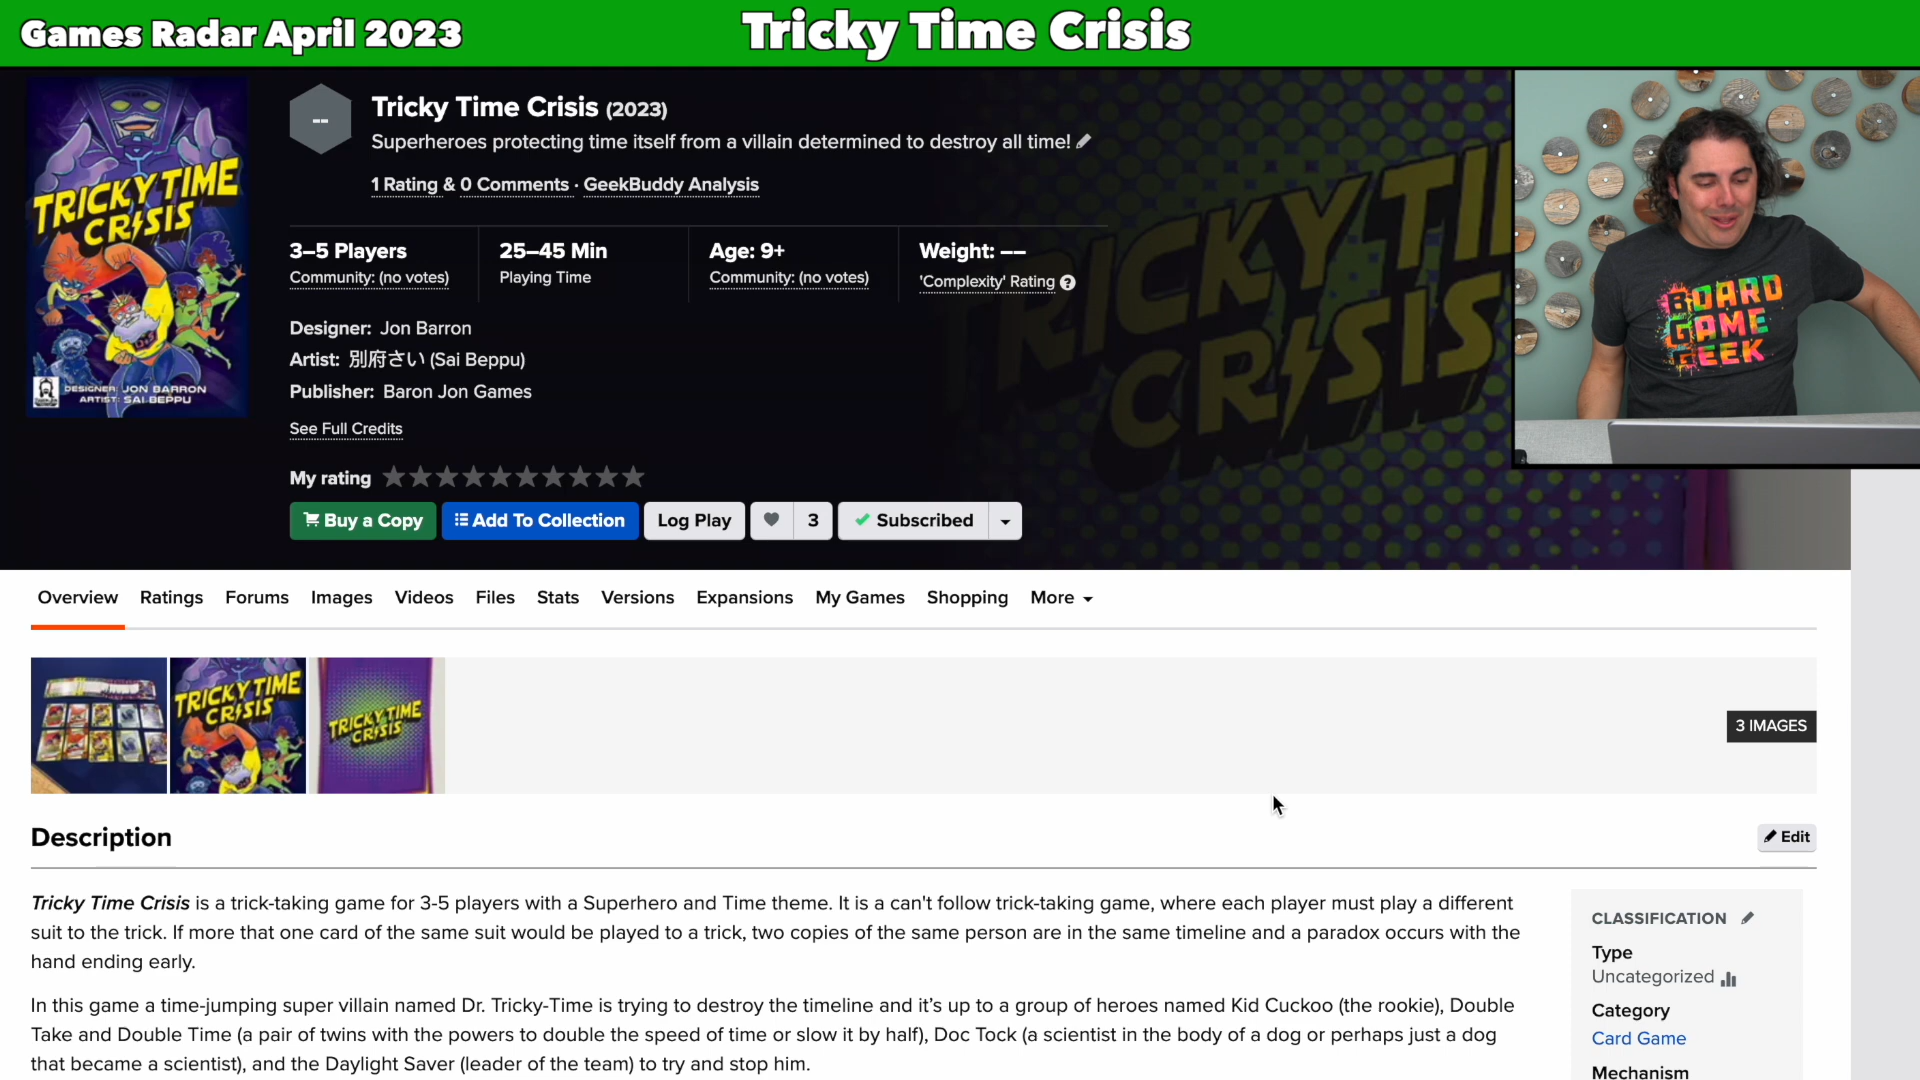 Games Radar April 2023
Tricky Time Crisis
TRICKY TIME
CRISIS
DESIGNER: JON BARRON
ARTIST: SAI BEPPU
--
Tricky Time Crisis (2023)
Superheroes protecting time itself from a villain determined to destroy all time!
1 Rating & 0 Comments · GeekBuddy Analysis
3–5 Players
Community: (no votes)
25–45 Min
Playing Time
Age: 9+
Community: (no votes)
Weight: ––
'Complexity' Rating ?
Designer: Jon Barron
Artist: 別府さい (Sai Beppu)
Publisher: Baron Jon Games
See Full Credits
My rating
Buy a Copy
Add To Collection
Log Play
3
Subscribed
TRICKY TI
CRISIS
BOARD
GAME
GEEK
Overview Ratings Forums Images Videos Files Stats Versions Expansions My Games Shopping More
TRICKY TIME
CRISIS
TRICKY TIME
CRISIS
3 IMAGES
Description
Edit
Tricky Time Crisis is a trick-taking game for 3-5 players with a Superhero and Time theme. It is a can't follow trick-taking game, where each player must play a different
suit to the trick. If more that one card of the same suit would be played to a trick, two copies of the same person are in the same timeline and a paradox occurs with the
hand ending early.
In this game a time-jumping super villain named Dr. Tricky-Time is trying to destroy the timeline and it’s up to a group of heroes named Kid Cuckoo (the rookie), Double
Take and Double Time (a pair of twins with the powers to double the speed of time or slow it by half), Doc Tock (a scientist in the body of a dog or perhaps just a dog
that became a scientist), and the Daylight Saver (leader of the team) to try and stop him.
CLASSIFICATION
Type
Uncategorized
Category
Card Game
Mechanism